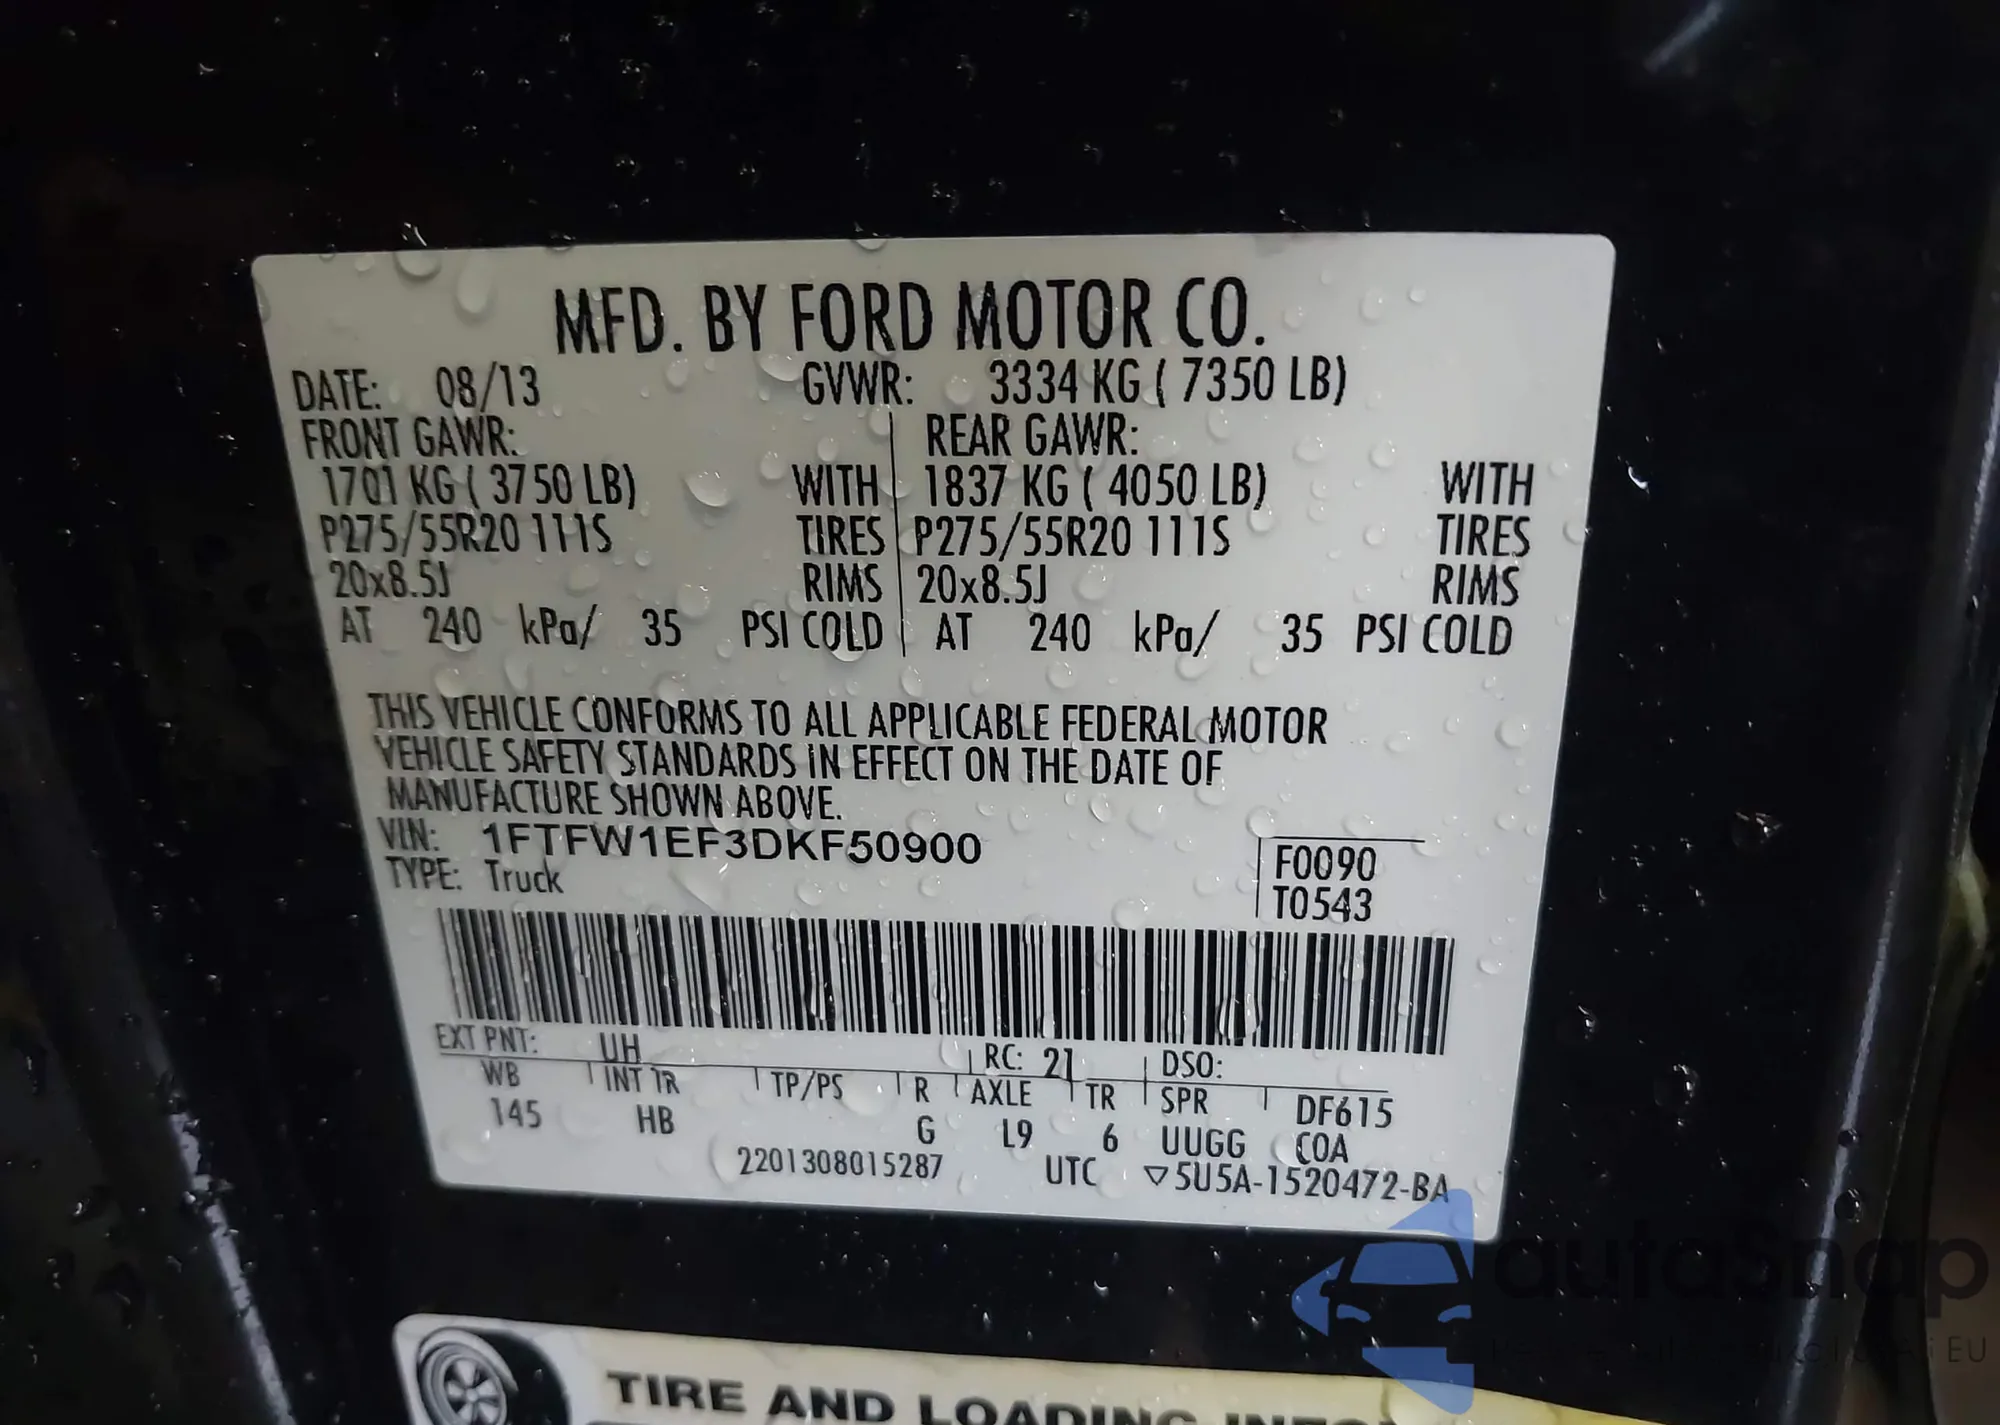 MFD. BY FORD MOTOR CO.
DATE: 08/13 GVWR: 3334 KG ( 7350 LB)
FRONT GAWR: REAR GAWR:
1701 KG ( 3750 LB) WITH 1837 KG ( 4050 LB) WITH
P275/55R20 111S TIRES P275/55R20 111S TIRES
20x8.5J RIMS 20x8.5J RIMS
AT 240 kPa/ 35 PSI COLD AT 240 kPa/ 35 PSI COLD
THIS VEHICLE CONFORMS TO ALL APPLICABLE FEDERAL MOTOR
VEHICLE SAFETY STANDARDS IN EFFECT ON THE DATE OF
MANUFACTURE SHOWN ABOVE.
VIN: 1FTFW1EF3DKF50900
TYPE: Truck
F0090
T0543
EXT PNT: UH RC: 21 DSO:
WB INT TR TP/PS R AXLE TR SPR DF615
145 HB G L9 6 UUGG COA
2201308015287 UTC ▽5U5A-1520472-BA
autoSnap
EU
TIRE AND LOADING